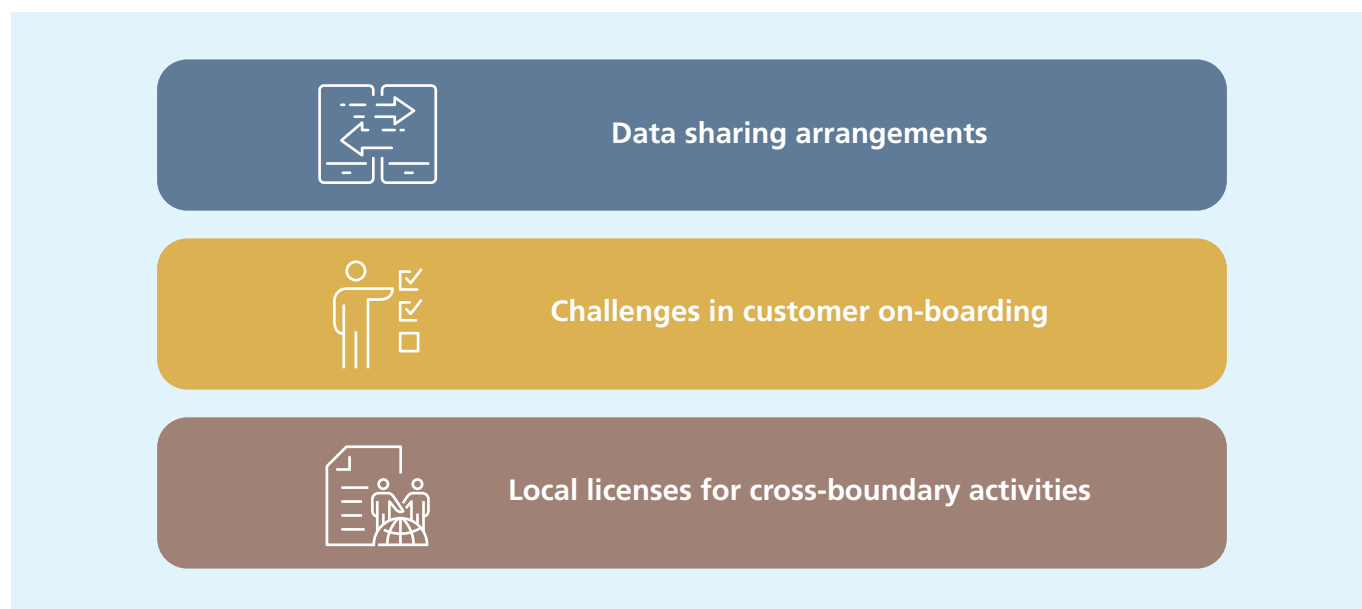 Data sharing arrangements
Challenges in customer on-boarding
Local licenses for cross-boundary activities